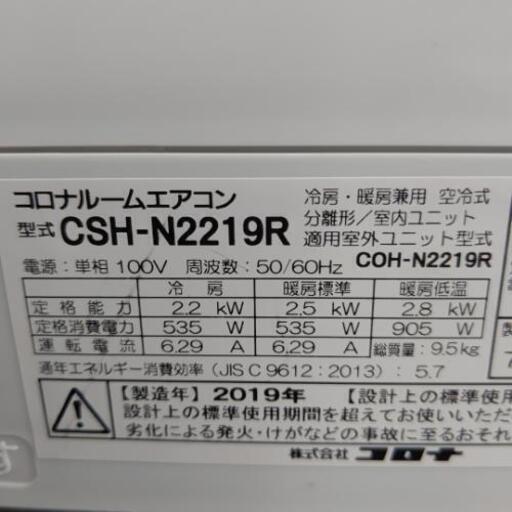 コロナルームエアコン
冷房・暖房兼用 空冷式
分離形／室内ユニット
型式 CSH-N2219R
適用室外ユニット型式
電源：単相 100V 周波数：50/60Hz
COH-N2219R
冷房 暖房標準 暖房低温
定格能力 2.2 kW 2.5 kW 2.8 kW
定格消費電力 535 W 535 W 905 W
運転電流 6.29 A 6.29 A 総質量：9.5kg
通年エネルギー消費効率（JIS C 9612：2013）：5.7
【製造年】2019年 【設計上の標準使
設計上の標準使用期間を超えてお使いいただ
劣化による発火・けがなどの事故に至るおそれ
株式会社 コロナ
す